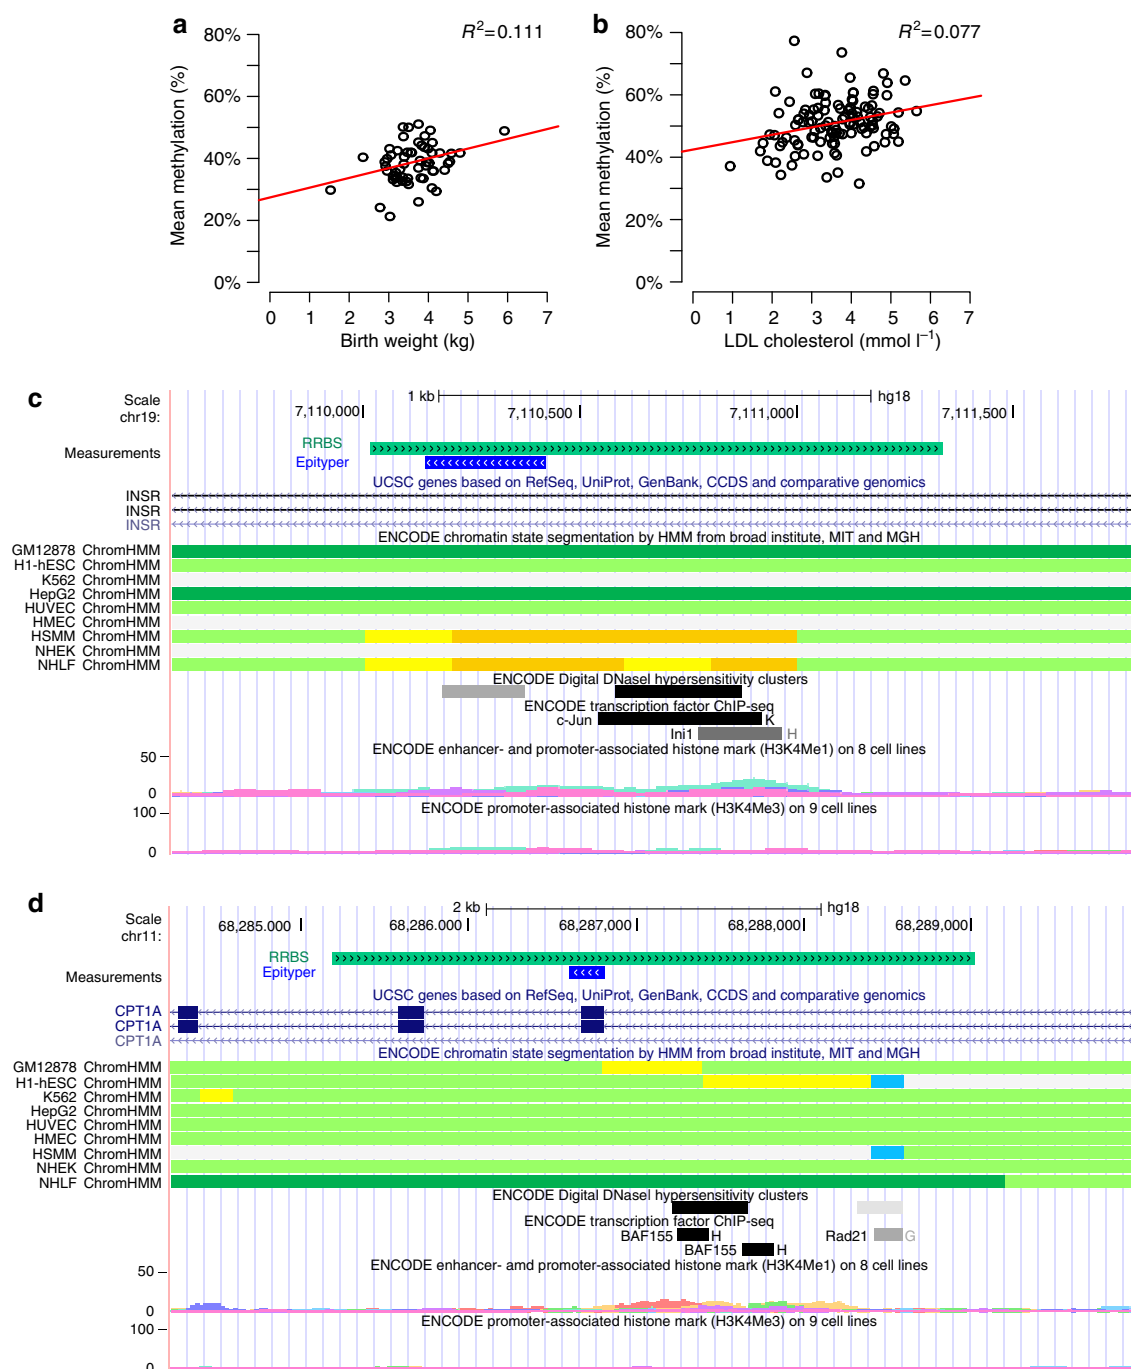 a
R²=0.111
80%
60%
40%
20%
0%
Mean methylation (%)
0 1 2 3 4 5 6 7
Birth weight (kg)
b
R²=0.077
80%
60%
40%
20%
0%
Mean methylation (%)
0 1 2 3 4 5 6 7
LDL cholesterol (mmol l⁻¹)
c
Scale 1 kb hg18
chr19: 7,110,000 7,110,500 7,111,000 7,111,500
RRBS
Measurements
Epityper
UCSC genes based on RefSeq, UniProt, GenBank, CCDS and comparative genomics
INSR
INSR
INSR
ENCODE chromatin state segmentation by HMM from broad institute, MIT and MGH
GM12878 ChromHMM
H1-hESC ChromHMM
K562 ChromHMM
HepG2 ChromHMM
HUVEC ChromHMM
HMEC ChromHMM
HSMM ChromHMM
NHEK ChromHMM
NHLF ChromHMM
ENCODE Digital DNaseI hypersensitivity clusters
ENCODE transcription factor ChIP-seq
c-Jun K
Ini1 H
ENCODE enhancer- and promoter-associated histone mark (H3K4Me1) on 8 cell lines
50
0
ENCODE promoter-associated histone mark (H3K4Me3) on 9 cell lines
100
0
d
Scale 2 kb hg18
chr11: 68,285.000 68,286.000 68,287,000 68,288,000 68,289,000
RRBS
Measurements
Epityper
UCSC genes based on RefSeq, UniProt, GenBank, CCDS and comparative genomics
CPT1A
CPT1A
CPT1A
ENCODE chromatin state segmentation by HMM from broad institute, MIT and MGH
GM12878 ChromHMM
H1-hESC ChromHMM
K562 ChromHMM
HepG2 ChromHMM
HUVEC ChromHMM
HMEC ChromHMM
HSMM ChromHMM
NHEK ChromHMM
NHLF ChromHMM
ENCODE Digital DNaseI hypersensitivity clusters
ENCODE transcription factor ChIP-seq
BAF155 H Rad21 G
BAF155 H
ENCODE enhancer- amd promoter-associated histone mark (H3K4Me1) on 8 cell lines
50
0
ENCODE promoter-associated histone mark (H3K4Me3) on 9 cell lines
100
0